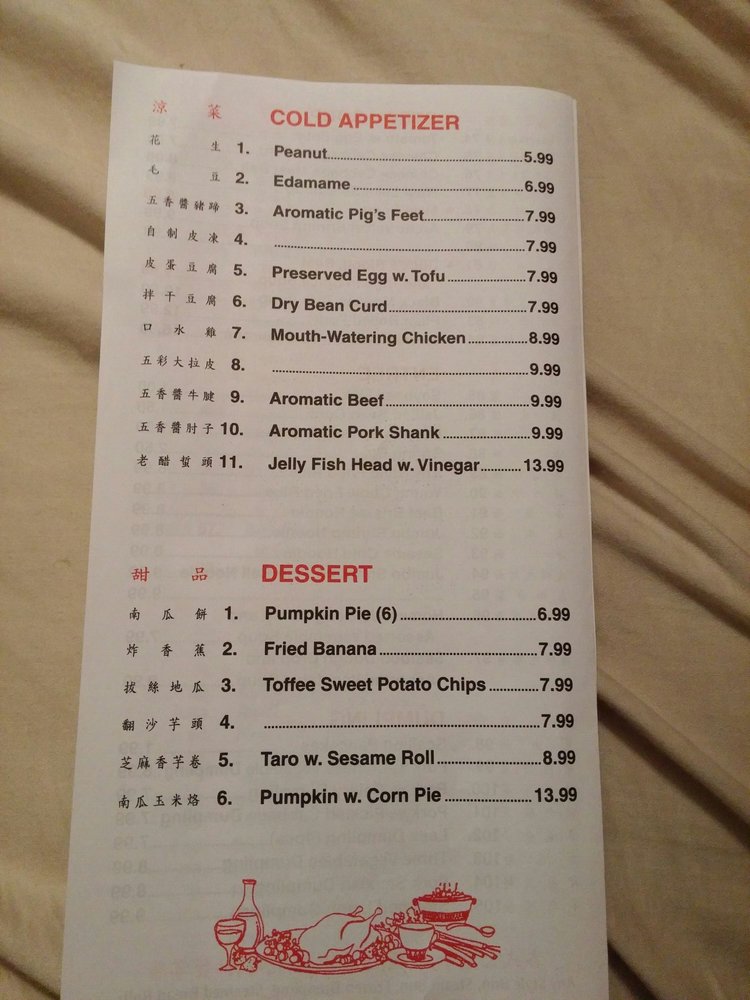 涼菜 COLD APPETIZER
花生 1. Peanut 5.99
毛豆 2. Edamame 6.99
五香醬豬蹄 3. Aromatic Pig's Feet 7.99
自制皮凍 4. 7.99
皮蛋豆腐 5. Preserved Egg w. Tofu 7.99
拌干豆腐 6. Dry Bean Curd 7.99
口水雞 7. Mouth-Watering Chicken 8.99
五彩大拉皮 8. 9.99
五香醬牛腱 9. Aromatic Beef 9.99
五香醬肘子 10. Aromatic Pork Shank 9.99
老醋蜇頭 11. Jelly Fish Head w. Vinegar 13.99
甜品 DESSERT
南瓜餅 1. Pumpkin Pie (6) 6.99
炸香蕉 2. Fried Banana 7.99
拔絲地瓜 3. Toffee Sweet Potato Chips 7.99
翻沙芋頭 4. 7.99
芝麻香芋卷 5. Taro w. Sesame Roll 8.99
南瓜玉米烙 6. Pumpkin w. Corn Pie 13.99